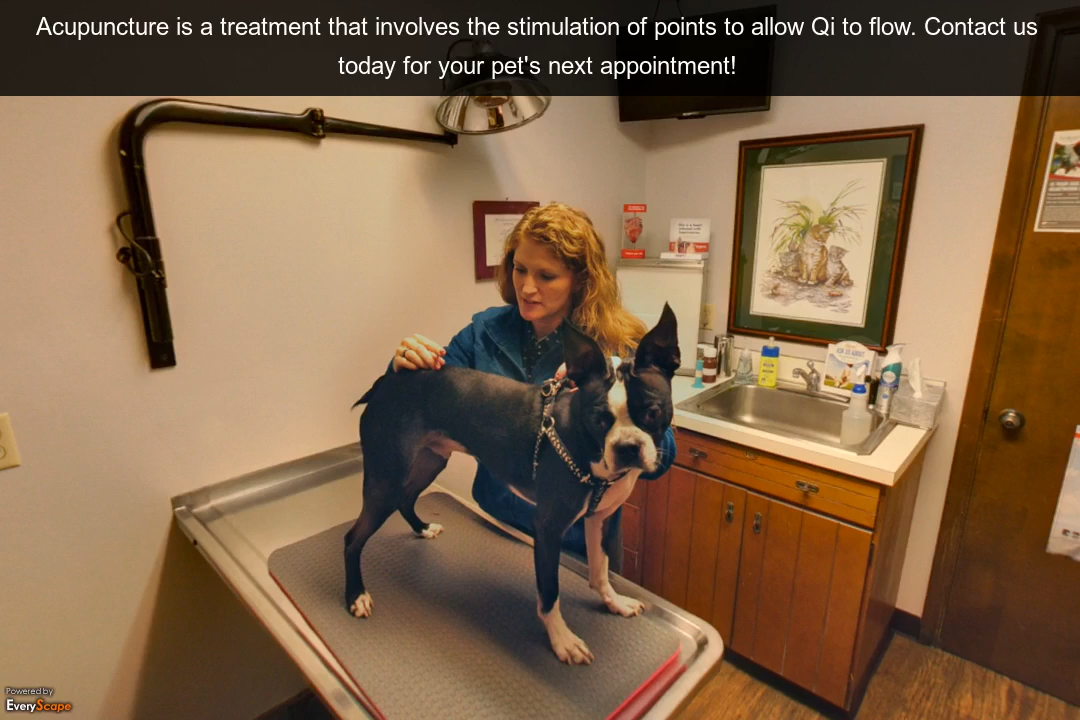 Acupuncture is a treatment that involves the stimulation of points to allow Qi to flow. Contact us
today for your pet's next appointment!
Powered by
EveryScape